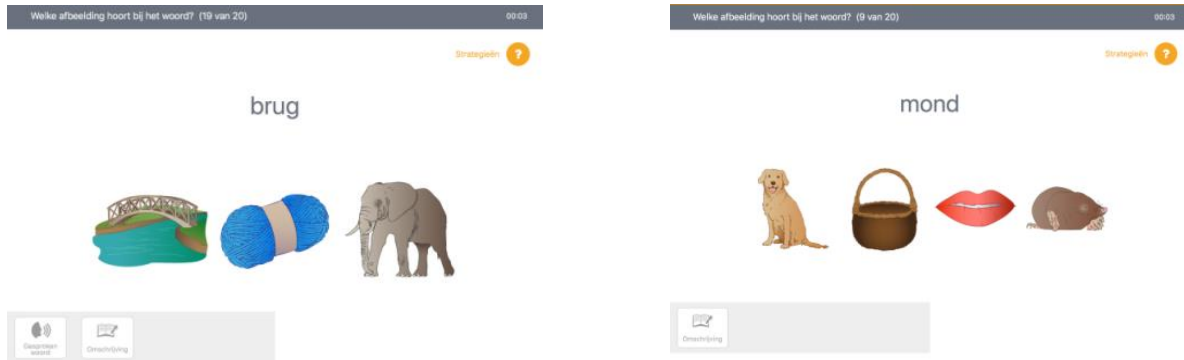 Welke afbeelding hoort bij het woord? (19 van 20)
00:03
Strategieën ?
brug
Gesproken
woord
Omschrijving
Welke afbeelding hoort bij het woord? (9 van 20)
00:03
Strategieën ?
mond
Omschrijving